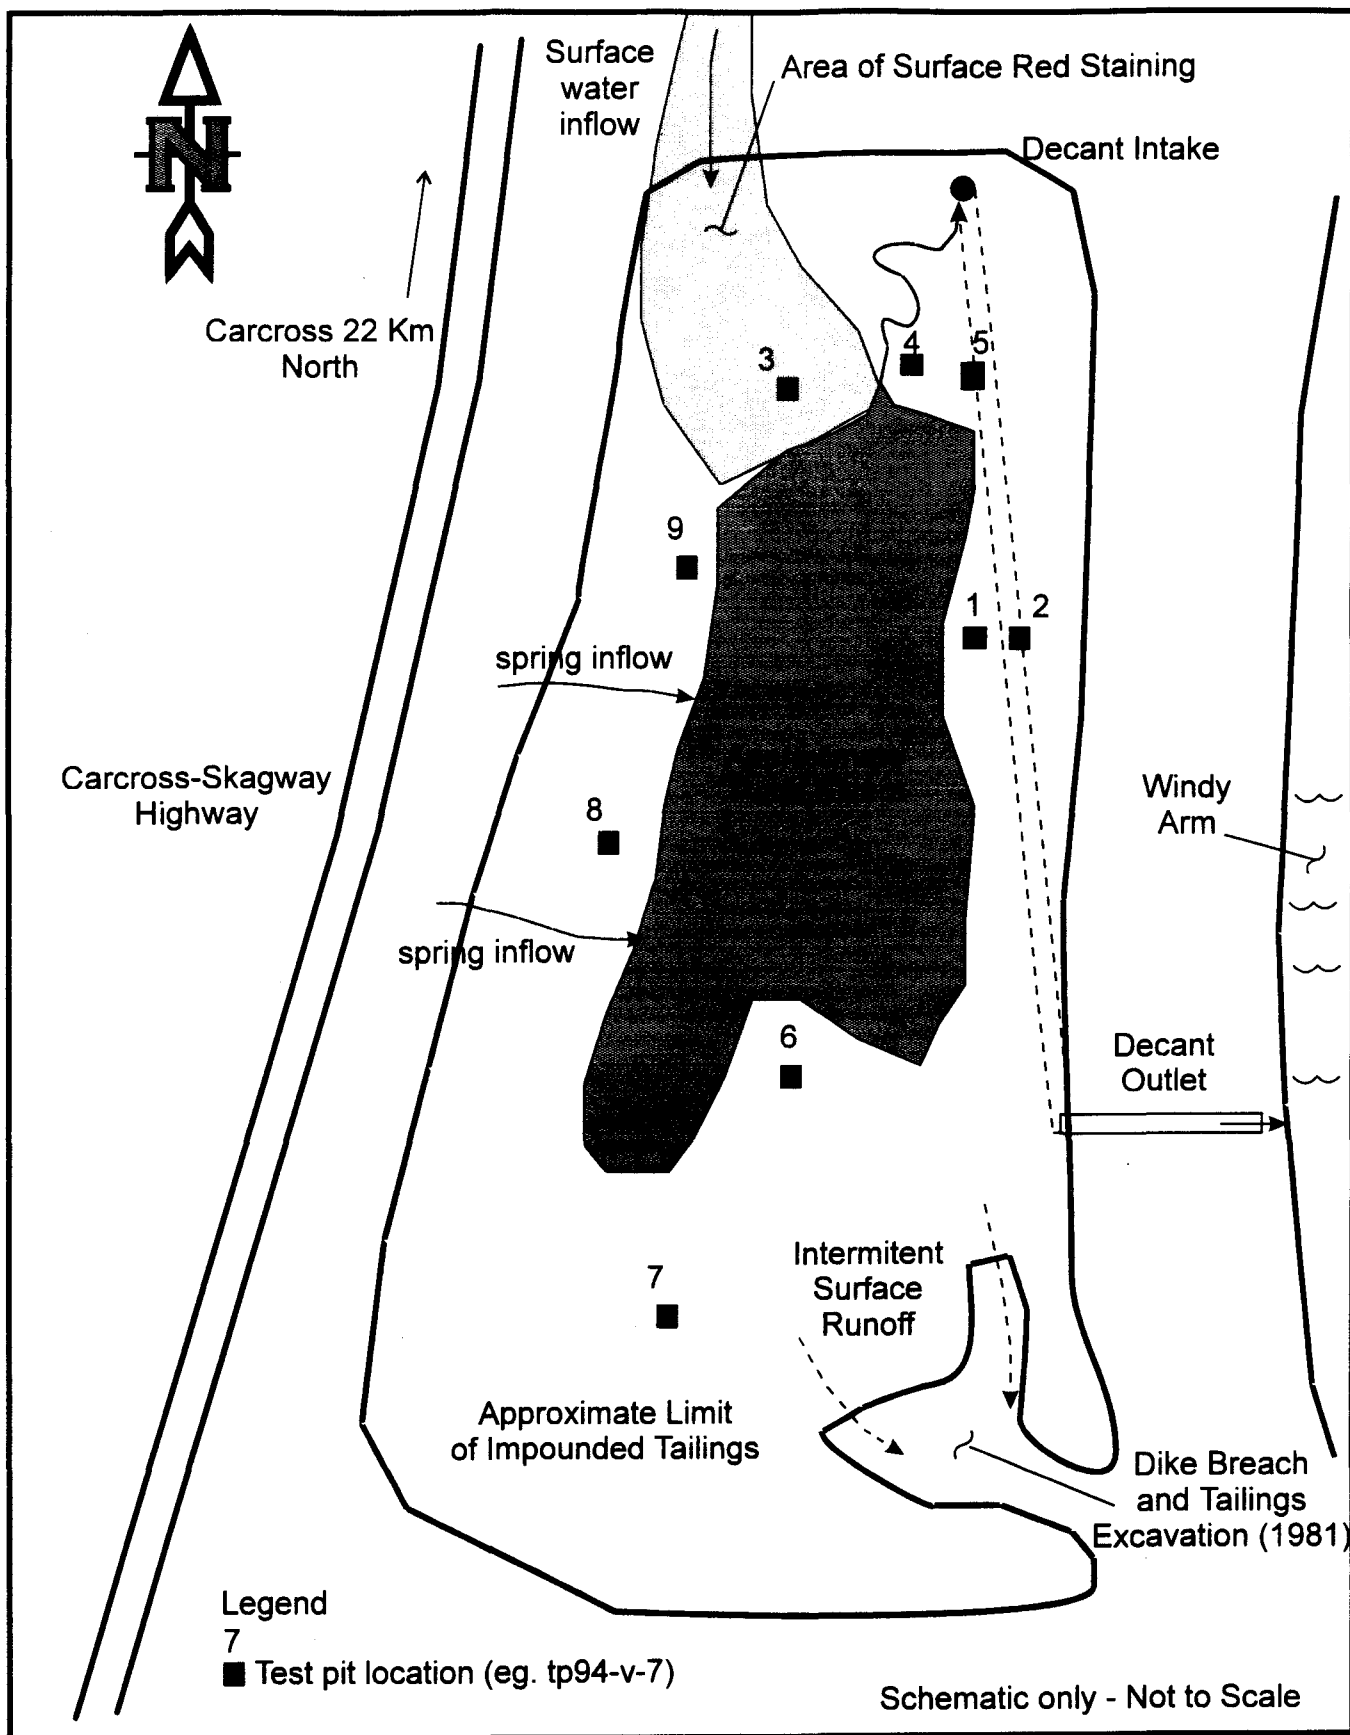 Surface
water
inflow
Area of Surface Red Staining
Decant Intake
N
Carcross 22 Km
North
3
4
5
9
1
2
spring inflow
Carcross-Skagway
Highway
8
Windy
Arm
spring inflow
6
Decant
Outlet
7
Intermitent
Surface
Runoff
Approximate Limit
of Impounded Tailings
Dike Breach
and Tailings
Excavation (1981)
Legend
7
Test pit location (eg. tp94-v-7)
Schematic only - Not to Scale